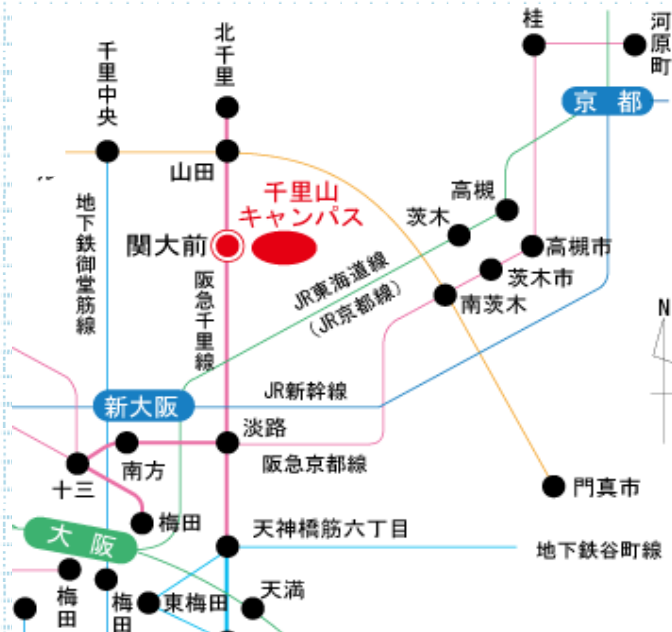 北千里
桂
河原町
千里中央
京都
山田
千里山
キャンパス
高槻
茨木
地下鉄御堂筋線
関大前
高槻市
阪急千里線
JR東海道線
(JR京都線)
茨木市
南茨木
N
JR新幹線
新大阪
淡路
南方
阪急京都線
十三
門真市
梅田
大阪
天神橋筋六丁目
地下鉄谷町線
梅田
梅田
東梅田
天満